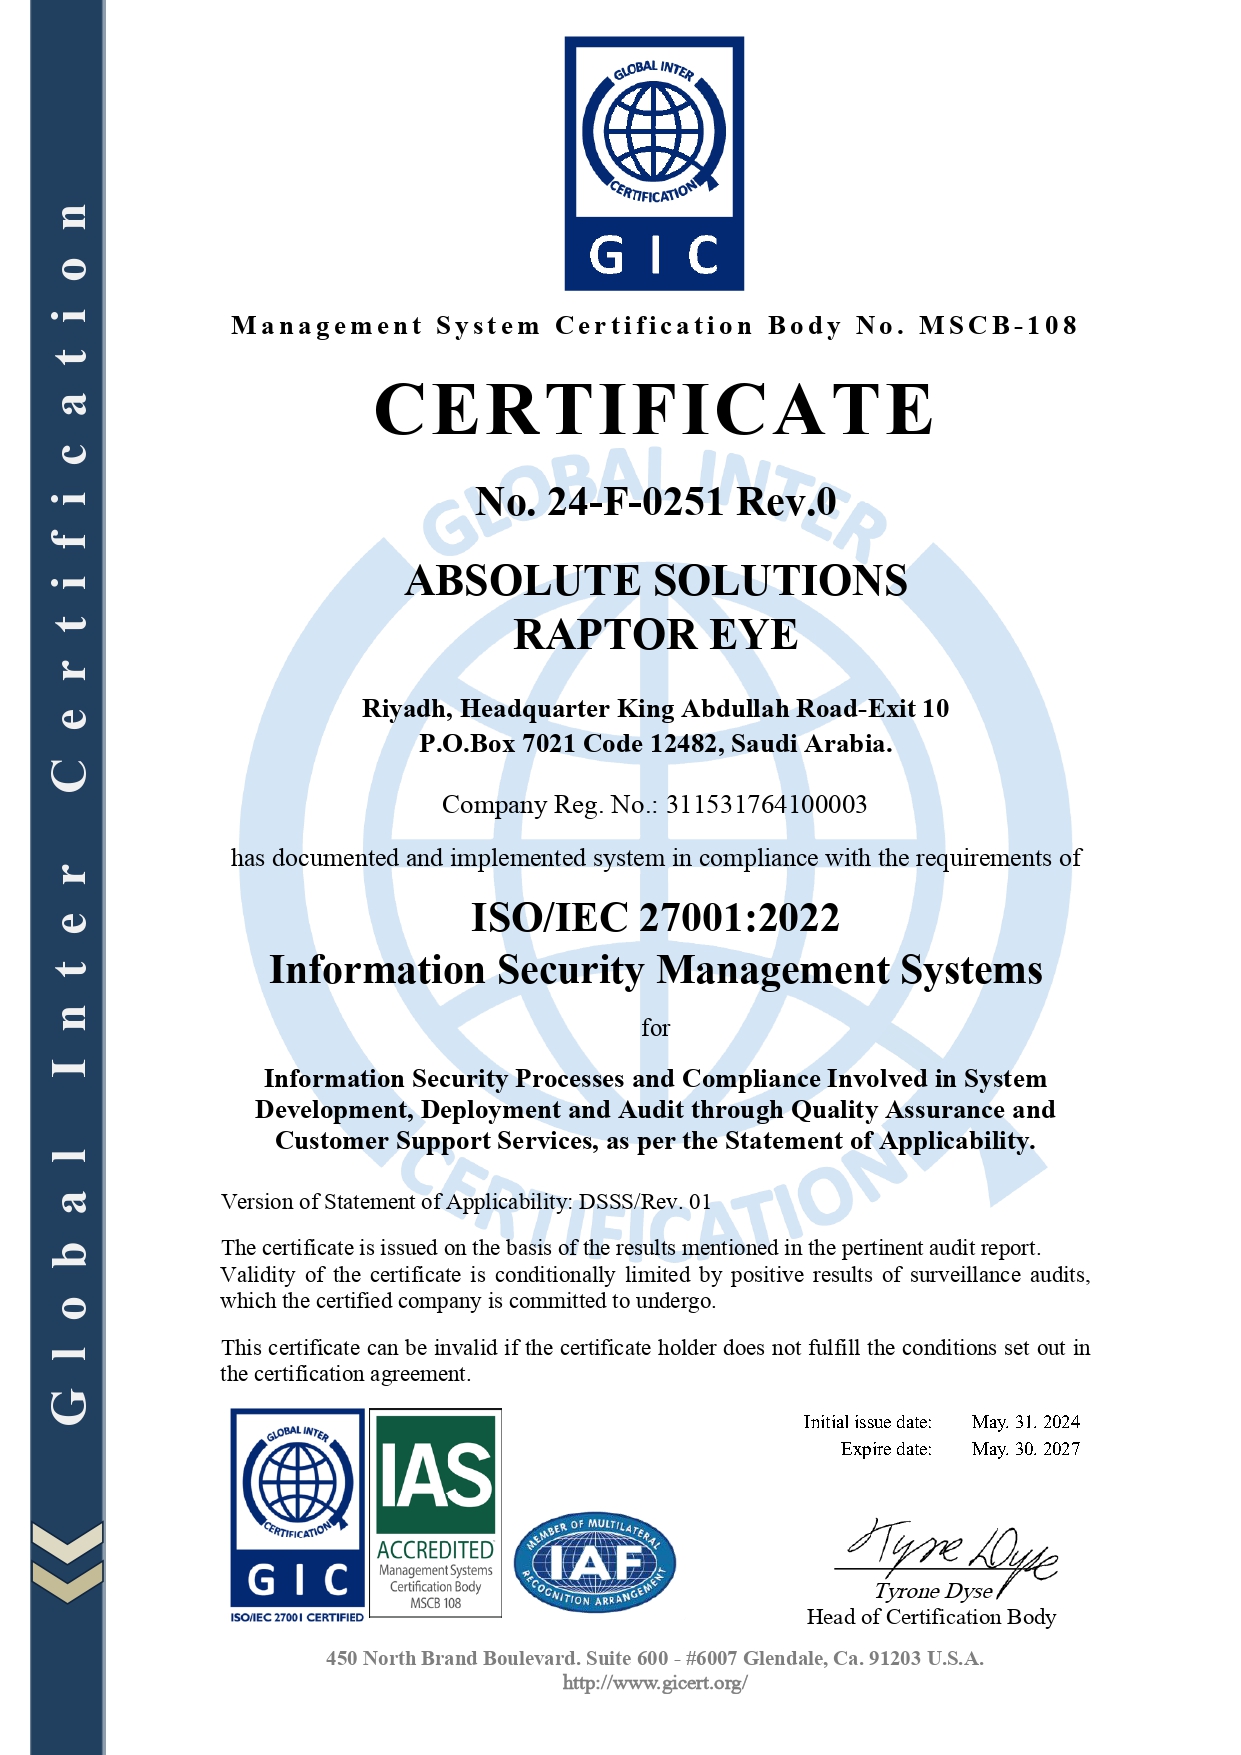 Global Inter Certification
GLOBAL INTER
CERTIFICATION
GIC
Management System Certification Body No. MSCB-108
CERTIFICATE
GLOBAL INTER
No. 24-F-0251 Rev.0
ABSOLUTE SOLUTIONS
RAPTOR EYE
Riyadh, Headquarter King Abdullah Road-Exit 10
P.O.Box 7021 Code 12482, Saudi Arabia.
Company Reg. No.: 311531764100003
has documented and implemented system in compliance with the requirements of
ISO/IEC 27001:2022
Information Security Management Systems
for
Information Security Processes and Compliance Involved in System
Development, Deployment and Audit through Quality Assurance and
Customer Support Services, as per the Statement of Applicability.
CERTIFICATION
Version of Statement of Applicability: DSSS/Rev. 01
The certificate is issued on the basis of the results mentioned in the pertinent audit report.
Validity of the certificate is conditionally limited by positive results of surveillance audits,
which the certified company is committed to undergo.
This certificate can be invalid if the certificate holder does not fulfill the conditions set out in
the certification agreement.
GLOBAL INTER
CERTIFICATION
GIC
ISO/IEC 27001 CERTIFIED
IAS
ACCREDITED
Management Systems
Certification Body
MSCB 108
MEMBER OF MULTILATERAL
IAF
RECOGNITION ARRANGEMENT
Initial issue date: May. 31. 2024
Expire date: May. 30. 2027
Tyrone Dyse
Tyrone Dyse
Head of Certification Body
450 North Brand Boulevard. Suite 600 - #6007 Glendale, Ca. 91203 U.S.A.
http://www.gicert.org/